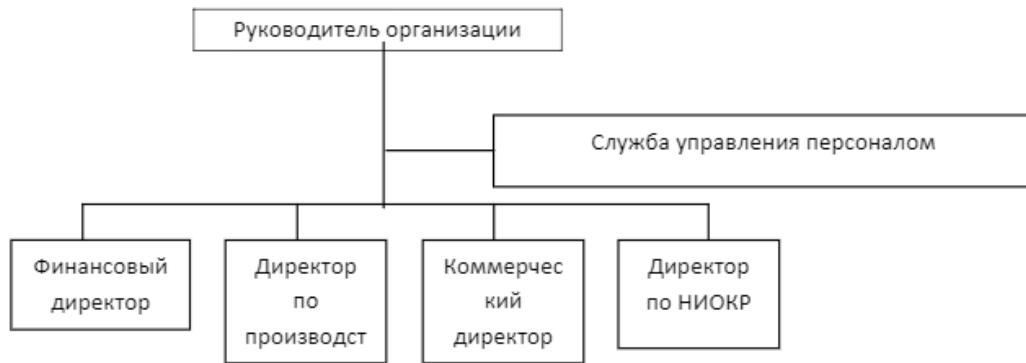 Руководитель организации
Служба управления персоналом
Финансовый
директор
Директор
по
производст
Коммерчес
кий
директор
Директор
по НИОКР